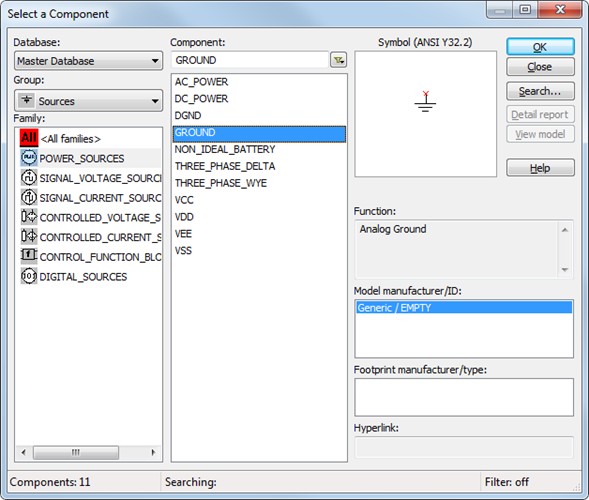 Select a Component
Database:
Master Database
Group:
Sources
Family:
All <All families>
POWER_SOURCES
SIGNAL_VOLTAGE_SOURC
SIGNAL_CURRENT_SOURC
CONTROLLED_VOLTAGE_S
CONTROLLED_CURRENT_S
CONTROL_FUNCTION_BLO
DIGITAL_SOURCES
Component:
GROUND
AC_POWER
DC_POWER
DGND
GROUND
NON_IDEAL_BATTERY
THREE_PHASE_DELTA
THREE_PHASE_WYE
VCC
VDD
VEE
VSS
Symbol (ANSI Y32.2)
OK
Close
Search...
Detail report
View model
Help
Function:
Analog Ground
Model manufacturer/ID:
Generic / EMPTY
Footprint manufacturer/type:
Hyperlink:
Components: 11
Searching:
Filter: off